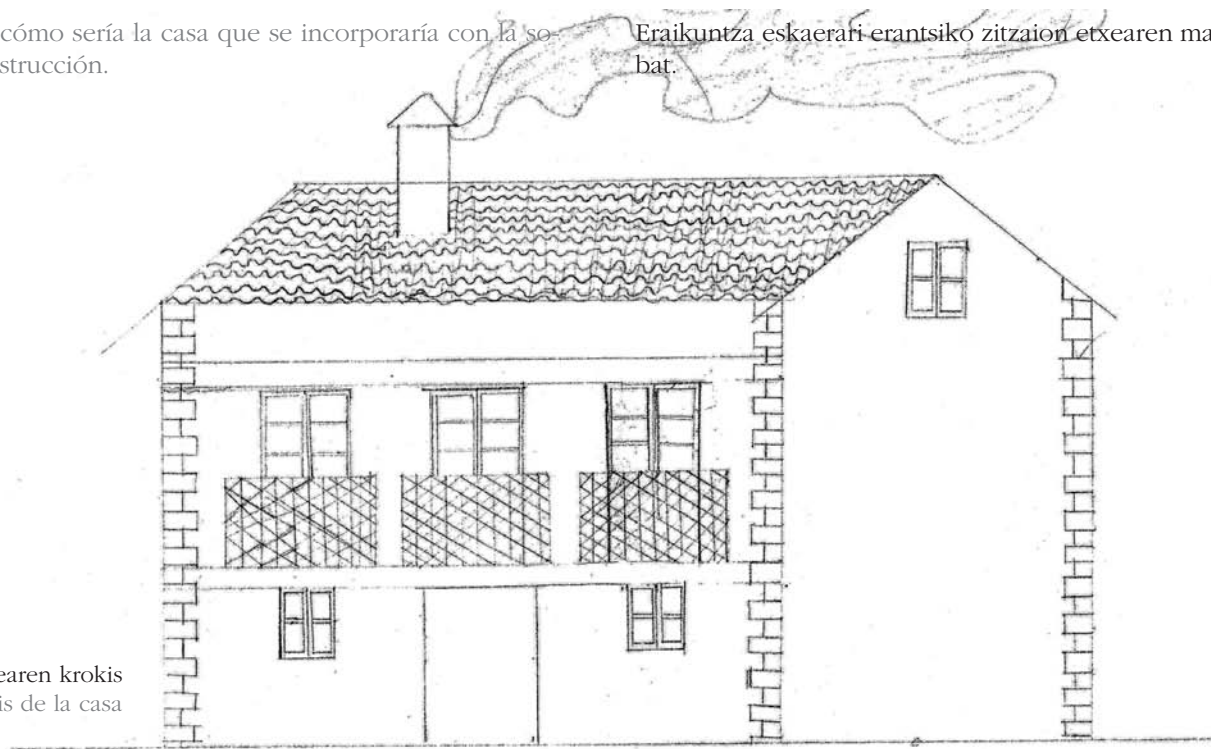 cómo sería la casa que se incorporaría con la so-
strucción.
Eraikuntza eskaerari erantsiko zitzaion etxearen ma
bat.
earen krokis
is de la casa